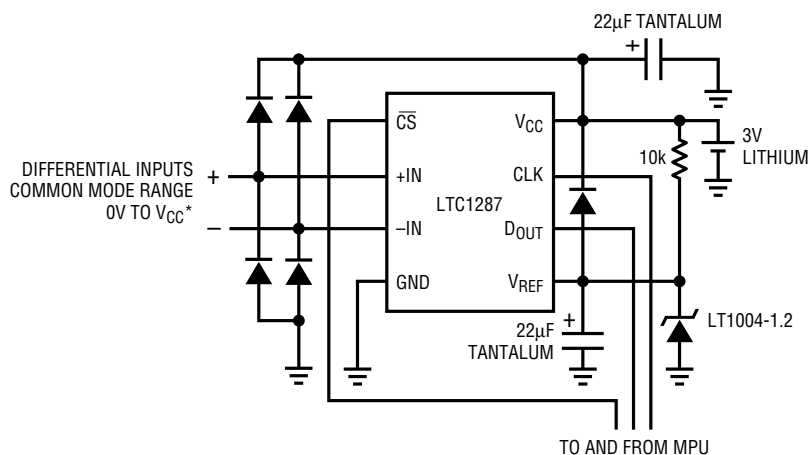 22μF TANTALUM
+
C̅S̅
VCC
3V
LITHIUM
10k
DIFFERENTIAL INPUTS
COMMON MODE RANGE
0V TO VCC*
+
–
+IN
CLK
LTC1287
–IN
DOUT
GND
VREF
LT1004-1.2
22μF
TANTALUM
+
TO AND FROM MPU